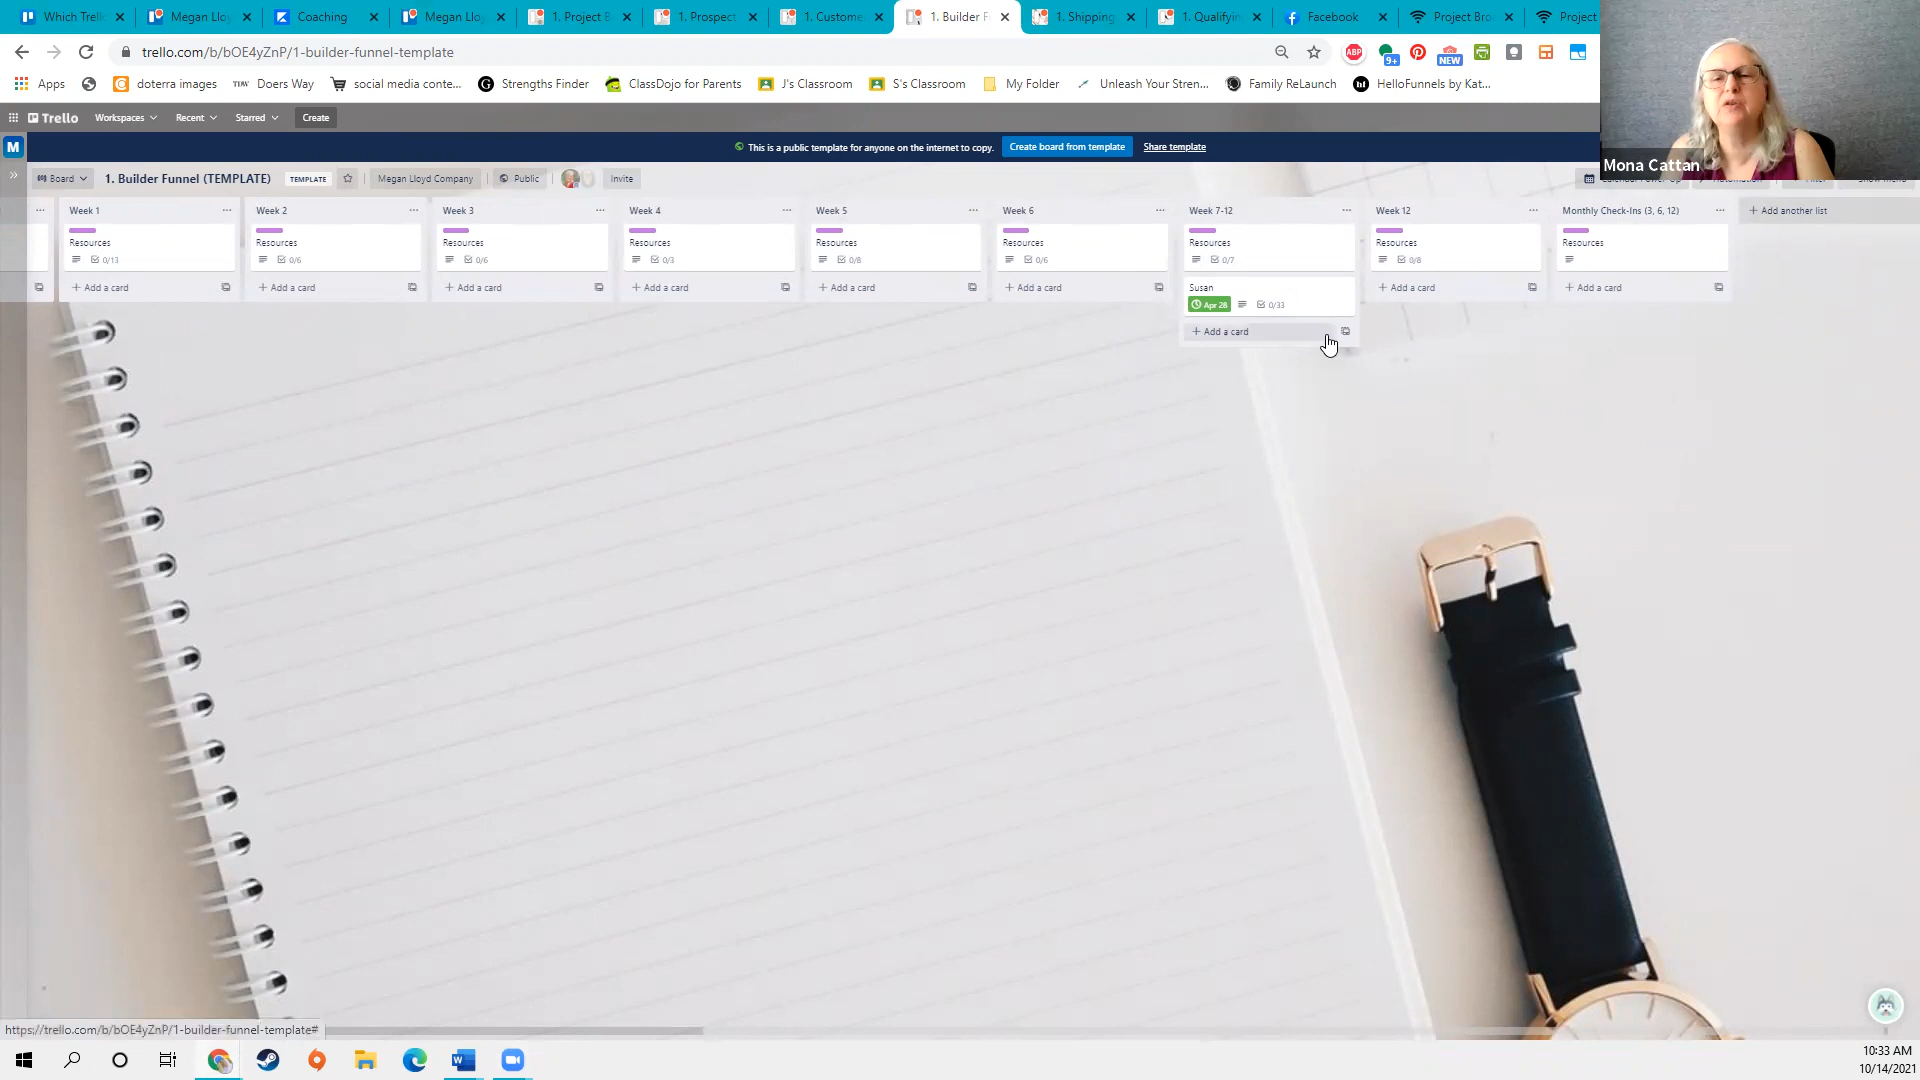 Which Trell
Megan Lloy
Coaching
Megan Lloy
1. Project B
1. Prospect
1. Custome
1. Builder F
1. Shipping
1. Qualifyin
Facebook
Project Bro
Project
trello.com/b/bOE4yZnP/1-builder-funnel-template
ABP
9+
NEW
Apps
doterra images
Doers Way
social media conte...
Strengths Finder
ClassDojo for Parents
J's Classroom
S's Classroom
My Folder
Unleash Your Stren...
Family ReLaunch
HelloFunnels by Kat...
Trello
Workspaces
Recent
Starred
Create
Mona Cattan
M
This is a public template for anyone on the internet to copy.
Create board from template
Share template
Board
1. Builder Funnel (TEMPLATE)
TEMPLATE
Megan Lloyd Company
Public
Invite
Week 1
Week 2
Week 3
Week 4
Week 5
Week 6
Week 7-12
Week 12
Monthly Check-Ins (3, 6, 12)
+ Add another list
Resources
Resources
Resources
Resources
Resources
Resources
Resources
Resources
Resources
0/13
0/6
0/6
0/3
0/8
0/6
0/7
0/8
+ Add a card
+ Add a card
+ Add a card
+ Add a card
+ Add a card
+ Add a card
Susan
+ Add a card
+ Add a card
Apr 28
0/33
+ Add a card
https://trello.com/b/bOE4yZnP/1-builder-funnel-template#
10:33 AM
10/14/2021